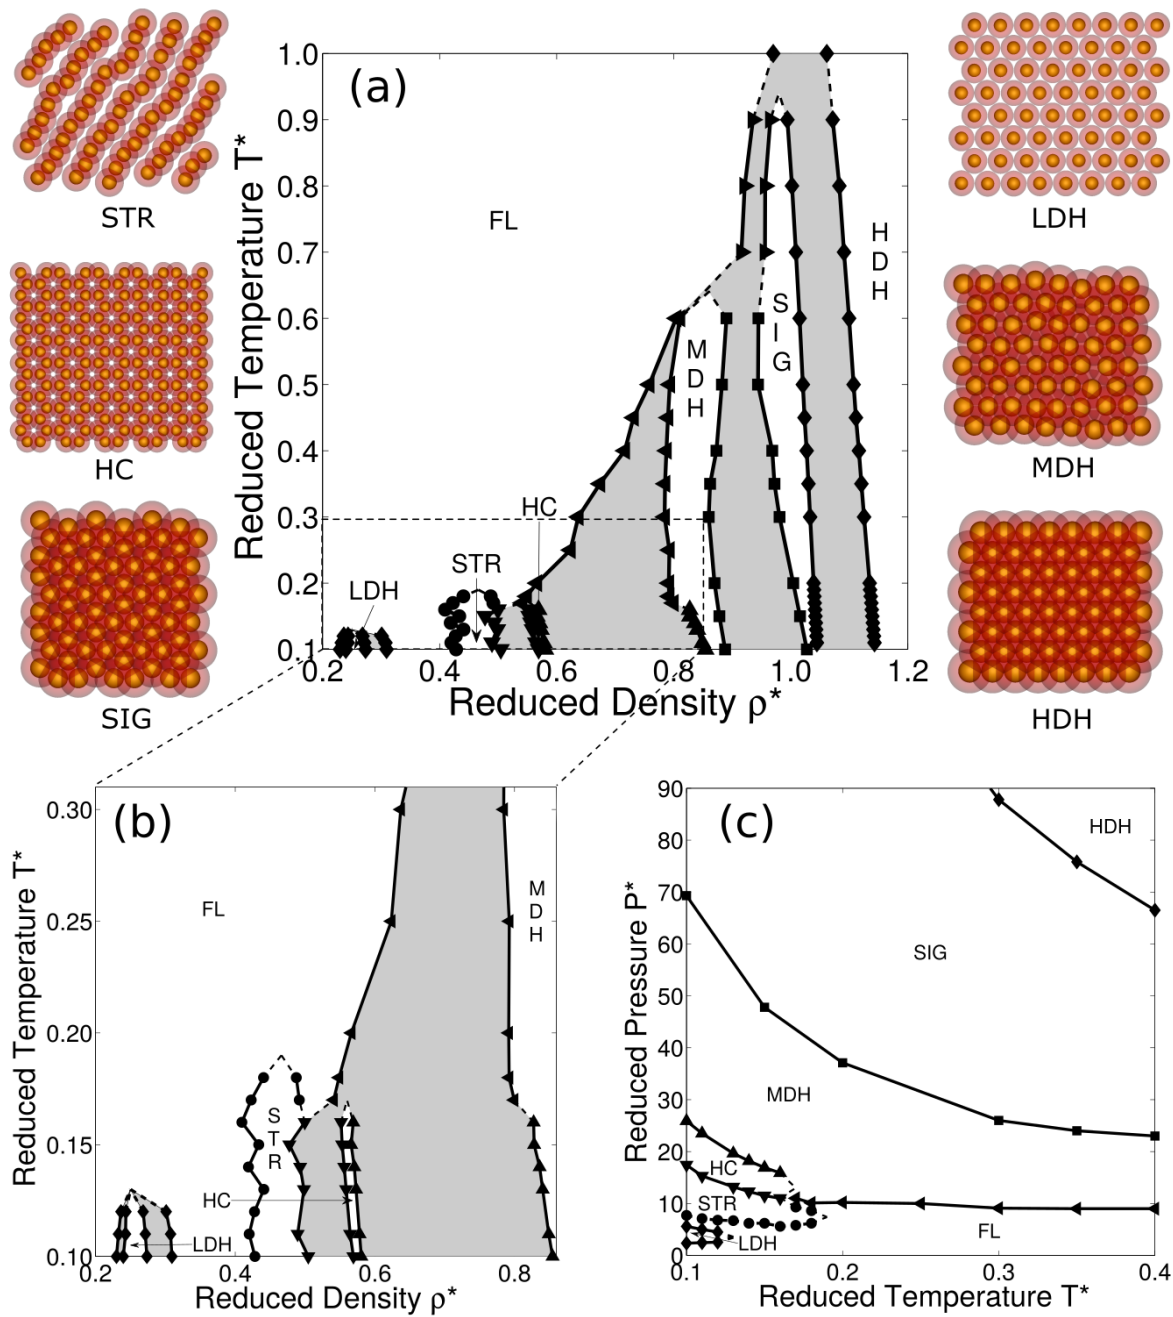 STR
HC
SIG
(a)
Reduced Temperature T*
1.0
0.9
0.8
0.7
0.6
0.5
0.4
0.3
0.2
0.1
FL
MDH
SIG
HDH
HC
STR
LDH
0.2
0.4
0.6
0.8
1.0
1.2
Reduced Density ρ*
LDH
MDH
HDH
(b)
Reduced Temperature T*
0.30
0.25
0.20
0.15
0.10
FL
MDH
STR
HC
LDH
0.2
0.4
0.6
0.8
Reduced Density ρ*
(c)
Reduced Pressure P*
90
80
70
60
50
40
30
20
10
0
HDH
SIG
MDH
HC
STR
LDH
FL
0.1
0.2
0.3
0.4
Reduced Temperature T*